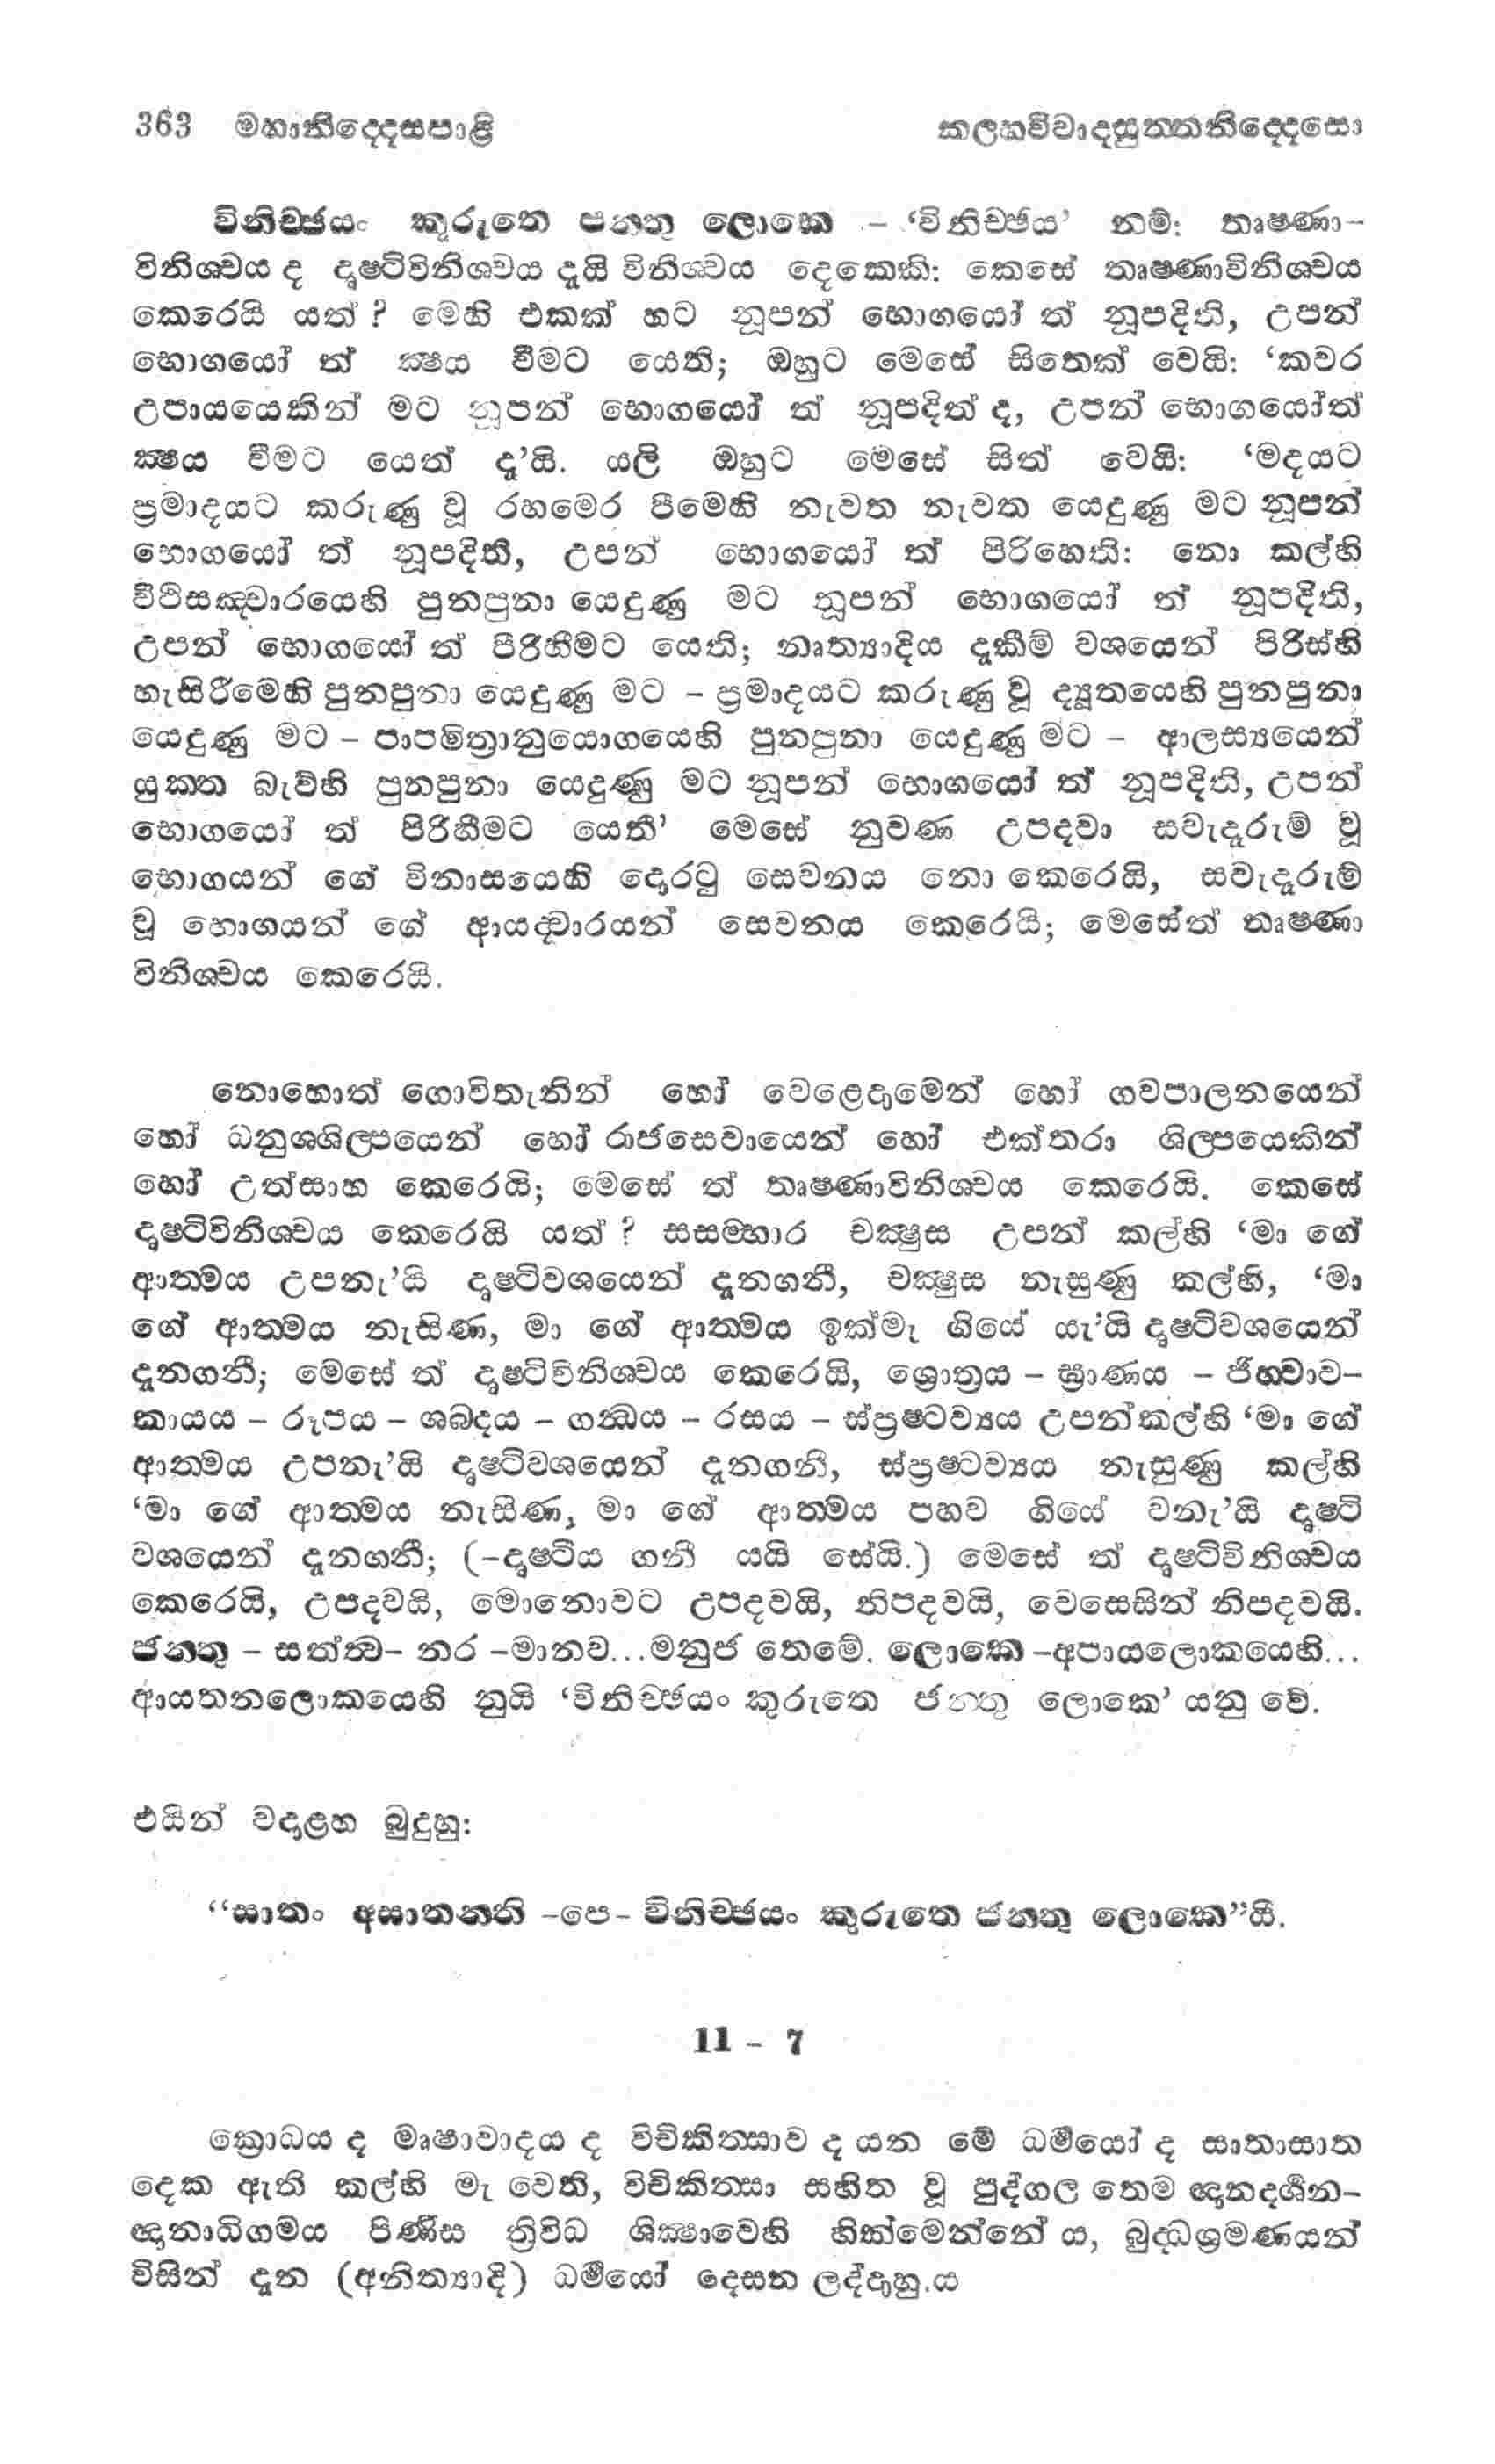 363 මහානිද්දෙසපාළි කලහවිවාදසුත්තනිද්දෙසො
විනිච්ඡයං කුරුතෙ පනතු ලොකෙ – ‘විනිච්ඡය’ නම්: තෘෂ්ණා-
විනිශ්චය ද දෘෂ්ටිවිනිශ්චය දැයි විනිශ්චය දෙකෙකි: කෙසේ තෘෂ්ණාවිනිශ්චය
කෙරෙයි යත් ? මෙහි එකක් හට නූපන් භොගයෝ ත් නූපදිති, උපන්
භොගයෝ ත් ක්ෂය වීමට යෙති; ඔහුට මෙසේ සිතෙක් වෙයි: ‘කවර
උපායයෙකින් මට නූපන් භොගයෝ ත් නූපදිත් ද, උපන් භොගයෝත්
ක්ෂය වීමට යෙත් දැ’යි. යලි ඔහුට මෙසේ සිත් වෙයි: ‘මදයට
ප්‍රමාදයට කරුණු වූ රහමෙර පීමෙහි නැවත නැවත යෙදුණු මට නූපන්
භොගයෝ ත් නූපදිති, උපන් භොගයෝ ත් පිරිහෙති: නො කල්හි
වීථිසඤ්චාරයෙහි පුනපුනා යෙදුණු මට නූපන් භොගයෝ ත් නූපදිති,
උපන් භොගයෝ ත් පිරිහීමට යෙති; නෘත්‍යාදිය දැකීම් වශයෙන් පිරිස්හි
හැසිරීමෙහි පුනපුනා යෙදුණු මට – ප්‍රමාදයට කරුණු වූ ද්‍යූතයෙහි පුනපුනා
යෙදුණු මට – පාපමිත්‍රානුයොගයෙහි පුනපුනා යෙදුණු මට – ආලස්‍යයෙන්
යුක්ත බැව්හි පුනපුනා යෙදුණු මට නූපන් භොගයෝ ත් නූපදිති, උපන්
භොගයෝ ත් පිරිහීමට යෙති’ මෙසේ නුවණ උපදවා සවැදෑරුම් වූ
භොගයන් ගේ විනාසයෙහි දොරටු සෙවනය නො කෙරෙයි, සවැදෑරුම්
වූ භොගයන් ගේ ආයද්වාරයන් සෙවනය කෙරෙයි; මෙසේත් තෘෂ්ණා
විනිශ්චය කෙරෙයි.
නොහොත් ගොවිතැනින් හෝ වෙළෙදාමෙන් හෝ ගවපාලනයෙන්
හෝ ධනුශ්ශිල්පයෙන් හෝ රාජසෙවායෙන් හෝ එක්තරා ශිල්පයෙකින්
හෝ උත්සාහ කෙරෙයි; මෙසේ ත් තෘෂ්ණාවිනිශ්චය කෙරෙයි. කෙසේ
දෘෂ්ටිවිනිශ්චය කෙරෙයි යත් ? සසම්භාර චක්ෂුස උපන් කල්හි ‘මා ගේ
ආත්මය උපනැ’යි දෘෂ්ටිවශයෙන් දැනගනී, චක්ෂුස නැසුණු කල්හි, ‘මා
ගේ ආත්මය නැසිණ, මා ගේ ආත්මය ඉක්මැ ගියේ යැ’යි දෘෂ්ටිවශයෙන්
දැනගනී; මෙසේ ත් දෘෂ්ටිවිනිශ්චය කෙරෙයි, ශ්‍රොත්‍රය – ඝ්‍රාණය – ජිහ්වාව-
කායය – රූපය – ශබ්දය – ගන්ධය – රසය – ස්ප්‍රෂ්ටව්‍යය උපන්කල්හි ‘මා ගේ
ආත්මය උපනැ’යි දෘෂ්ටිවශයෙන් දැනගනී, ස්ප්‍රෂ්ටව්‍යය නැසුණු කල්හි
‘මා ගේ ආත්මය නැසිණ, මා ගේ ආත්මය පහව ගියේ වනැ’යි දෘෂ්ටි
වශයෙන් දැනගනී; (-දෘෂ්ටිය ගනී යයි සේයි.) මෙසේ ත් දෘෂ්ටිවිනිශ්චය
කෙරෙයි, උපදවයි, මොනොවට උපදවයි, නිපදවයි, වෙසෙසින් නිපදවයි.
ජන්තු – සත්ත්ව– නර –මානව...මනුජ තෙමේ. ලොකෙ –අපායලොකයෙහි...
ආයතනලොකයෙහි නුයි ‘විනිච්ඡයං කුරුතෙ ජන්තු ලොකෙ’ යනු වේ.
එයින් වදාළහ බුදුහු:
“සාතං අසාතන්ති –පෙ– විනිච්ඡයං කුරුතෙ ජන්තු ලොකෙ”යි.
11 – 7
ක්‍රොධය ද මෘෂාවාදය ද විචිකිත්සාව ද යන මේ ධර්මයෝ ද සාතාසාත
දෙක ඇති කල්හි මැ වෙති, විචිකිත්සා සහිත වූ පුද්ගල තෙම ඥානදර්ශන-
ඥානාධිගමය පිණිස ත්‍රිවිධ ශික්ෂාවෙහි හික්මෙන්නේ ය, බුද්ධශ්‍රමණයන්
විසින් දැන (අනිත්‍යාදි) ධර්මයෝ දෙසන ලද්දාහු.ය